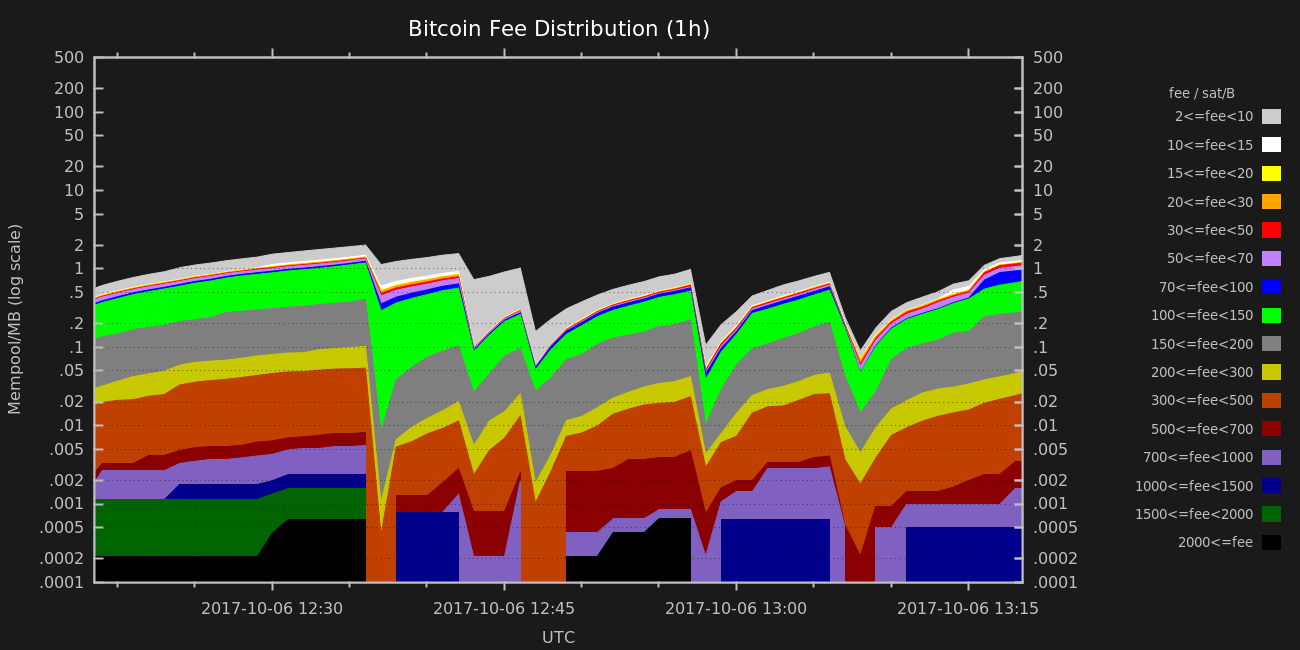 Bitcoin Fee Distribution (1h)
Mempool/MB (log scale)
500
200
100
50
20
10
5
2
1
.5
.2
.1
.05
.02
.01
.005
.002
.001
.0005
.0002
.0001
500
200
100
50
20
10
5
2
1
.5
.2
.1
.05
.02
.01
.005
.002
.001
.0005
.0002
.0001
2017-10-06 12:30
2017-10-06 12:45
2017-10-06 13:00
2017-10-06 13:15
UTC
fee / sat/B
2<=fee<10
10<=fee<15
15<=fee<20
20<=fee<30
30<=fee<50
50<=fee<70
70<=fee<100
100<=fee<150
150<=fee<200
200<=fee<300
300<=fee<500
500<=fee<700
700<=fee<1000
1000<=fee<1500
1500<=fee<2000
2000<=fee